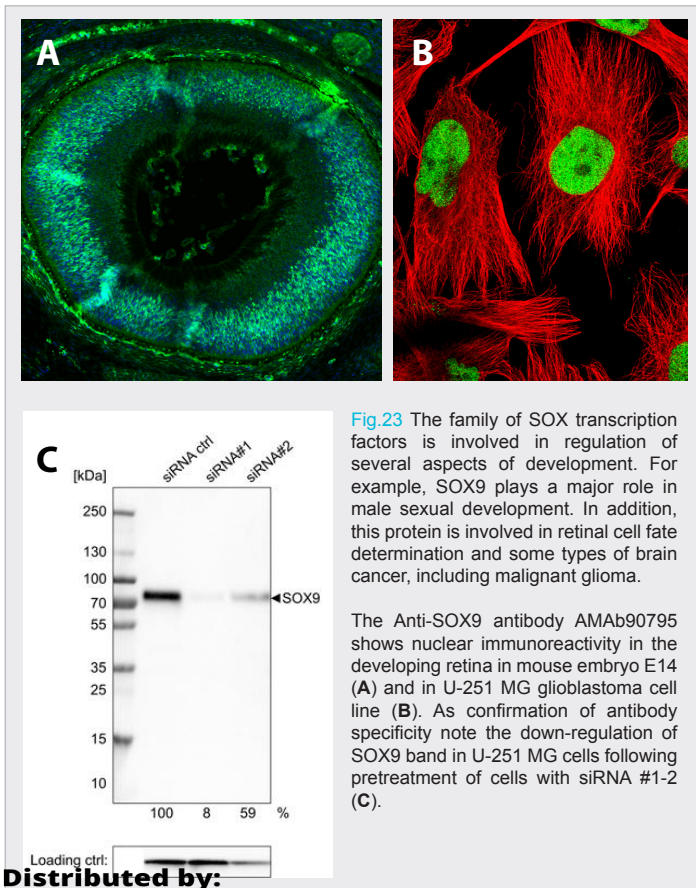 A
B
C
siRNA ctrl
siRNA#1
siRNA#2
[kDa]
250
130
100
70
55
35
25
15
10
◄SOX9
100 8 59 %
Loading ctrl:
Fig.23 The family of SOX transcription
factors is involved in regulation of
several aspects of development. For
example, SOX9 plays a major role in
male sexual development. In addition,
this protein is involved in retinal cell fate
determination and some types of brain
cancer, including malignant glioma.
The Anti-SOX9 antibody AMAb90795
shows nuclear immunoreactivity in the
developing retina in mouse embryo E14
(A) and in U-251 MG glioblastoma cell
line (B). As confirmation of antibody
specificity note the down-regulation of
SOX9 band in U-251 MG cells following
pretreatment of cells with siRNA #1-2
(C).
Distributed by: